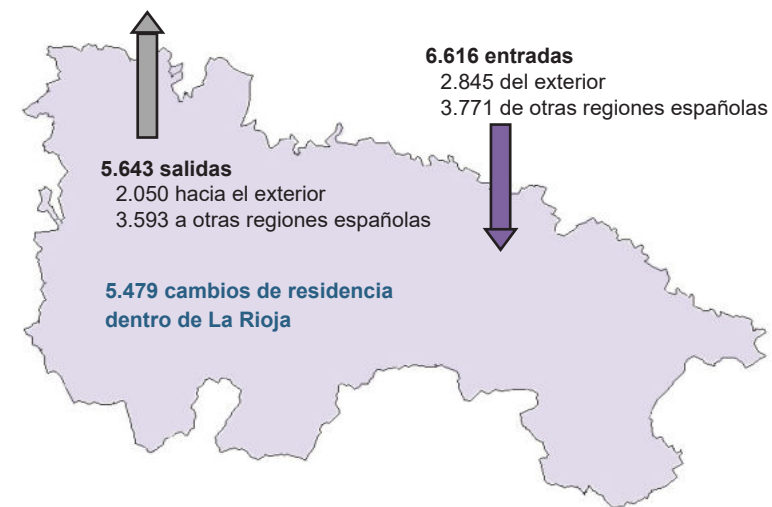 6.616 entradas
2.845 del exterior
3.771 de otras regiones españolas
5.643 salidas
2.050 hacia el exterior
3.593 a otras regiones españolas
5.479 cambios de residencia
dentro de La Rioja